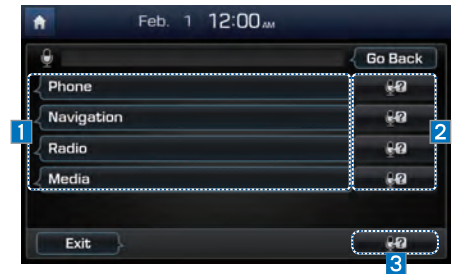 Feb. 1 12:00 AM
Go Back
Phone
?
1
Navigation
?
2
Radio
?
Media
?
Exit
?
3